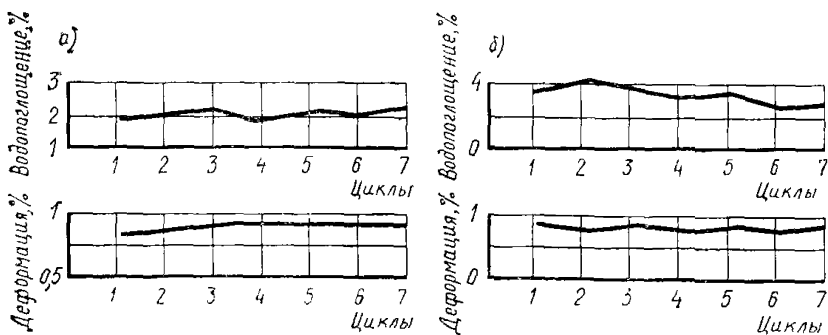 а)
Водопоглощение,%
3
2
1
1 2 3 4 5 6 7
Циклы
Деформация,%
1
0,5
1 2 3 4 5 6 7
Циклы
б)
Водопоглощение,%
4
0
1 2 3 4 5 6 7
Циклы
Деформация,%
1
0
1 2 3 4 5 6 7
Циклы